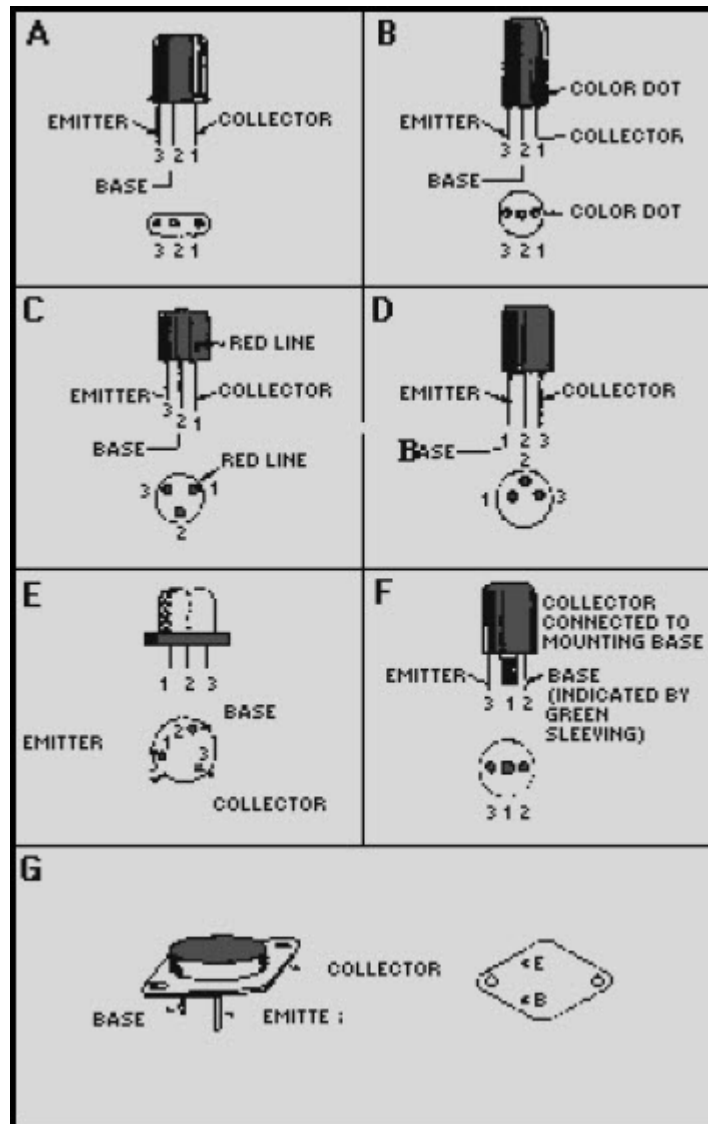 A
EMITTER
COLLECTOR
3 2 1
BASE
3 2 1
B
COLOR DOT
EMITTER
COLLECTOR
3 2 1
BASE
COLOR DOT
3 2 1
C
RED LINE
EMITTER
COLLECTOR
3 2 1
BASE
RED LINE
3 1
2
D
EMITTER
COLLECTOR
BASE
1 2 3
2
1 3
E
1 2 3
BASE
2
EMITTER
1
3
COLLECTOR
F
COLLECTOR
CONNECTED TO
MOUNTING BASE
EMITTER
BASE
3 1 2
(INDICATED BY
GREEN
SLEEVING)
3 1 2
G
COLLECTOR
BASE
EMITTE :
E
B